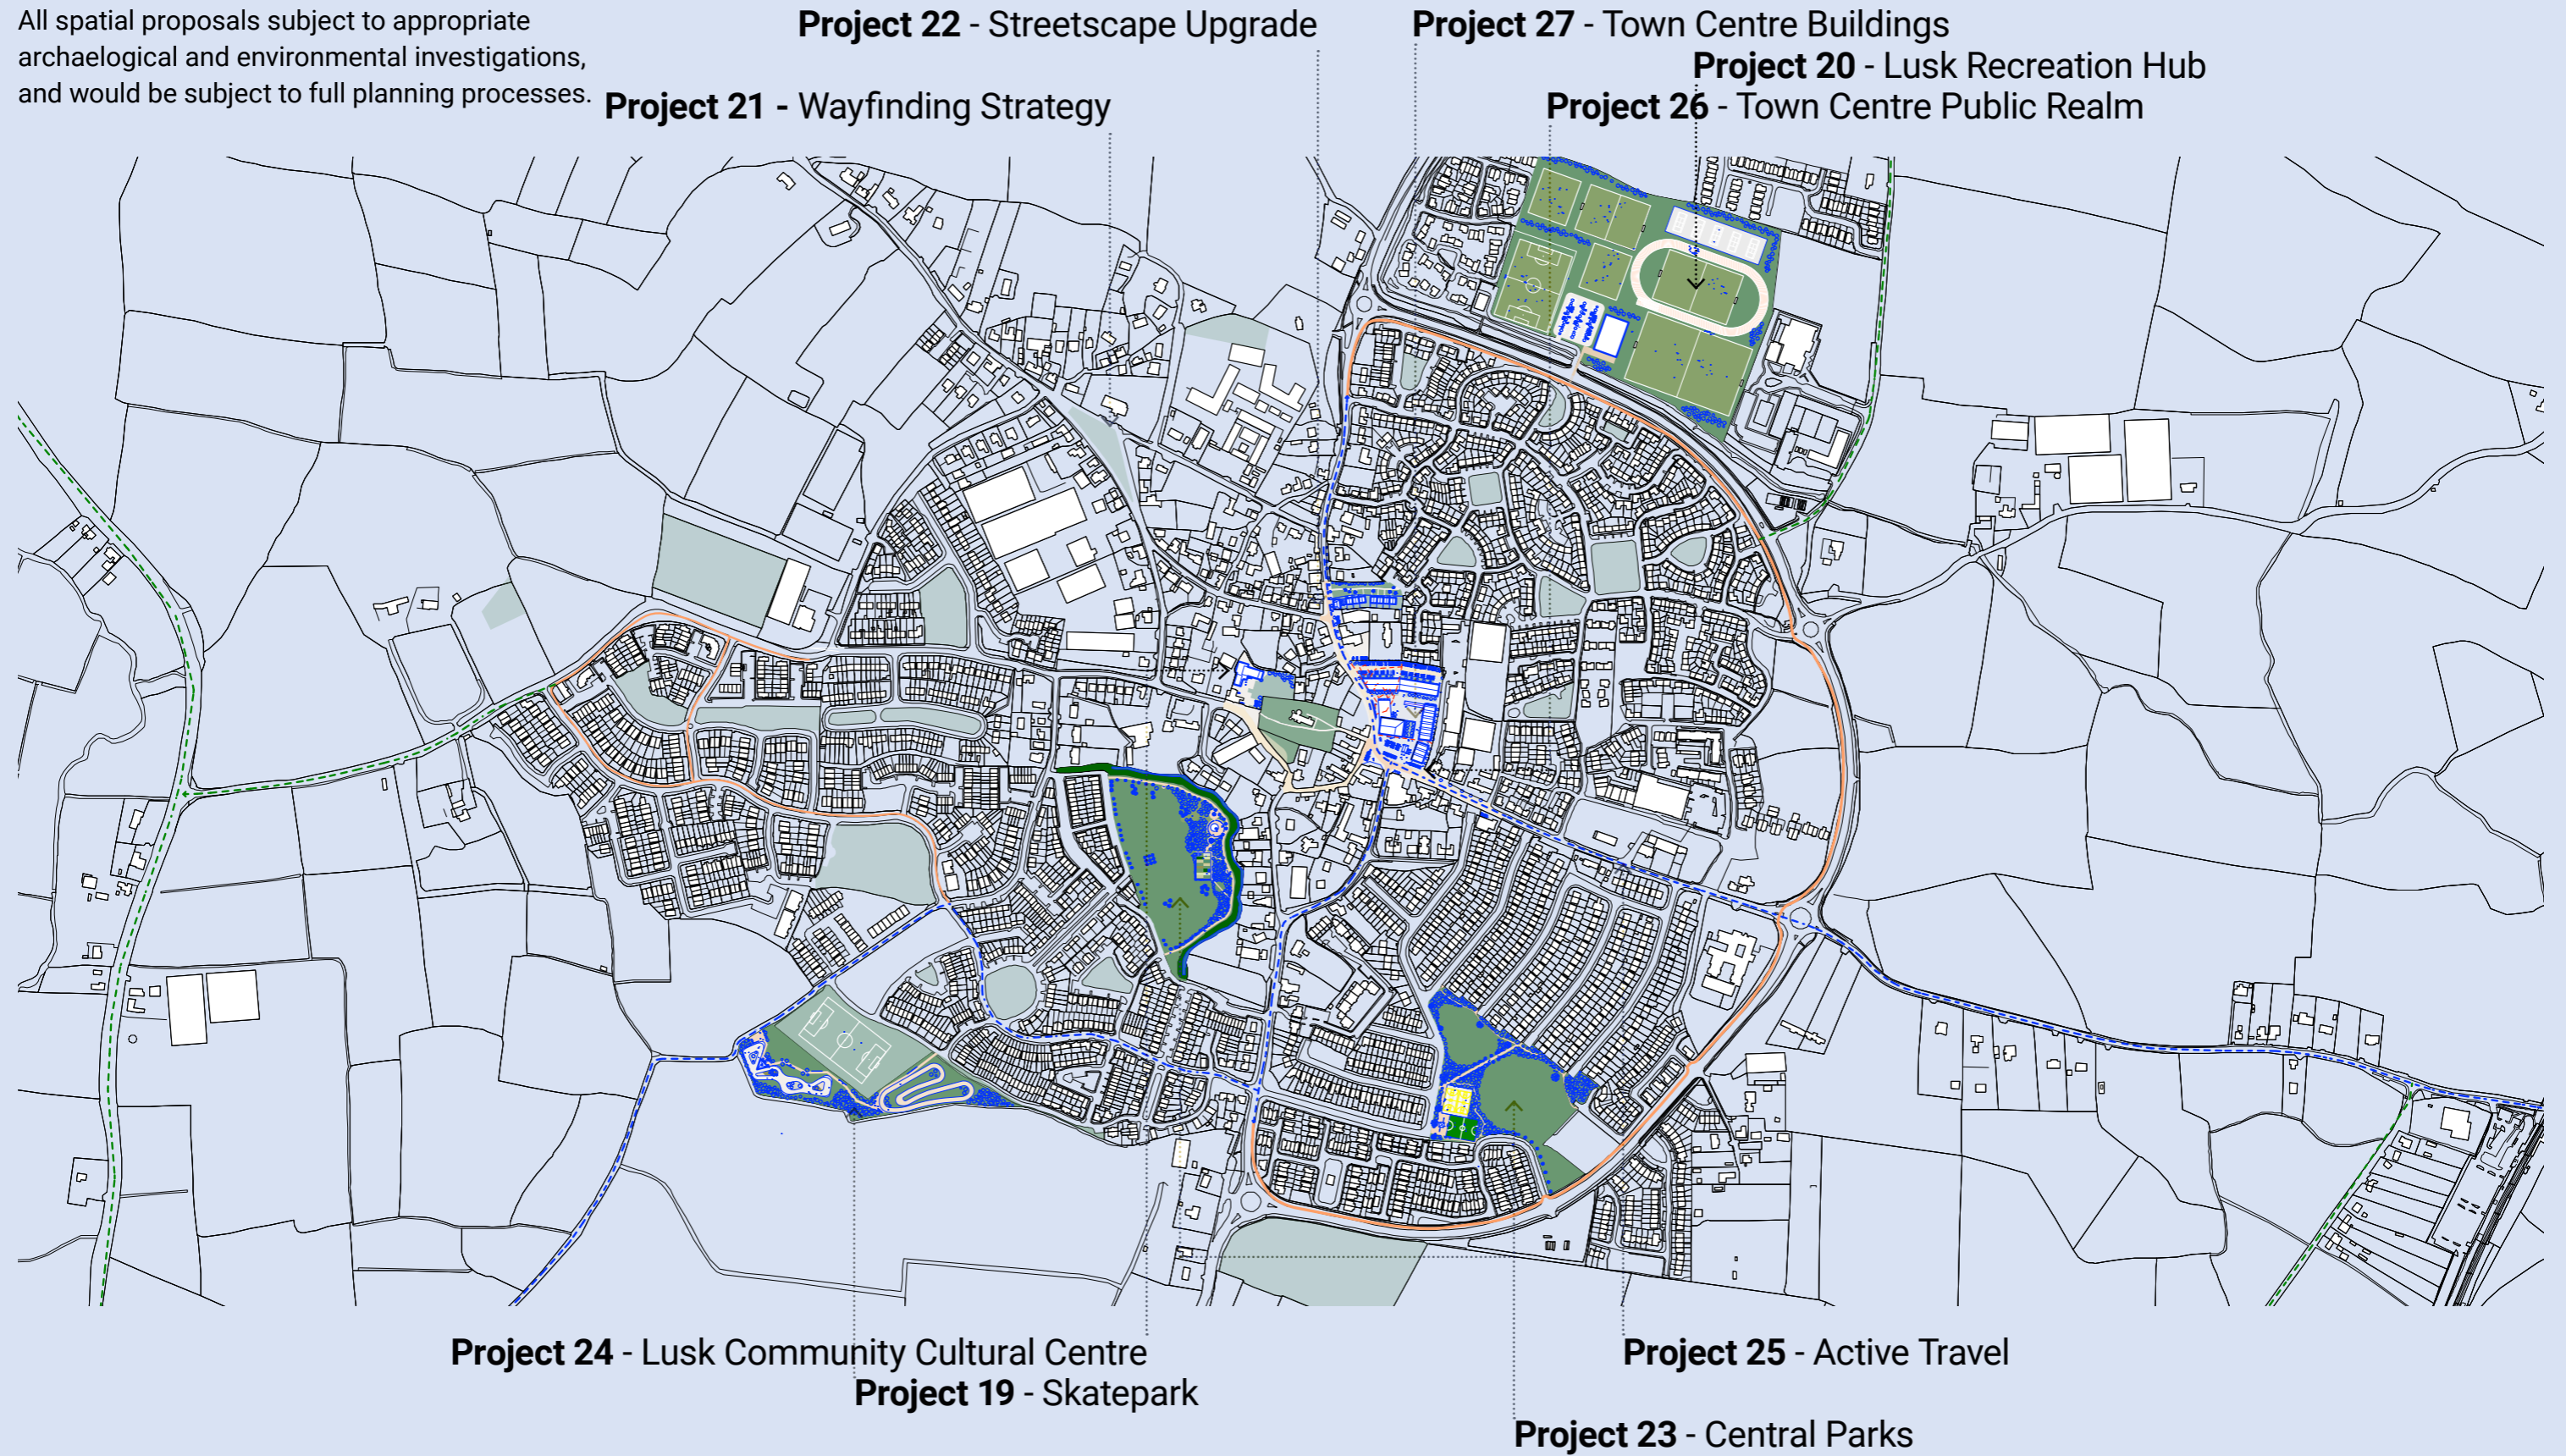 All spatial proposals subject to appropriate
archaelogical and environmental investigations,
and would be subject to full planning processes.
Project 22 - Streetscape Upgrade
Project 27 - Town Centre Buildings
Project 20 - Lusk Recreation Hub
Project 21 - Wayfinding Strategy
Project 26 - Town Centre Public Realm
Project 24 - Lusk Community Cultural Centre
Project 25 - Active Travel
Project 19 - Skatepark
Project 23 - Central Parks